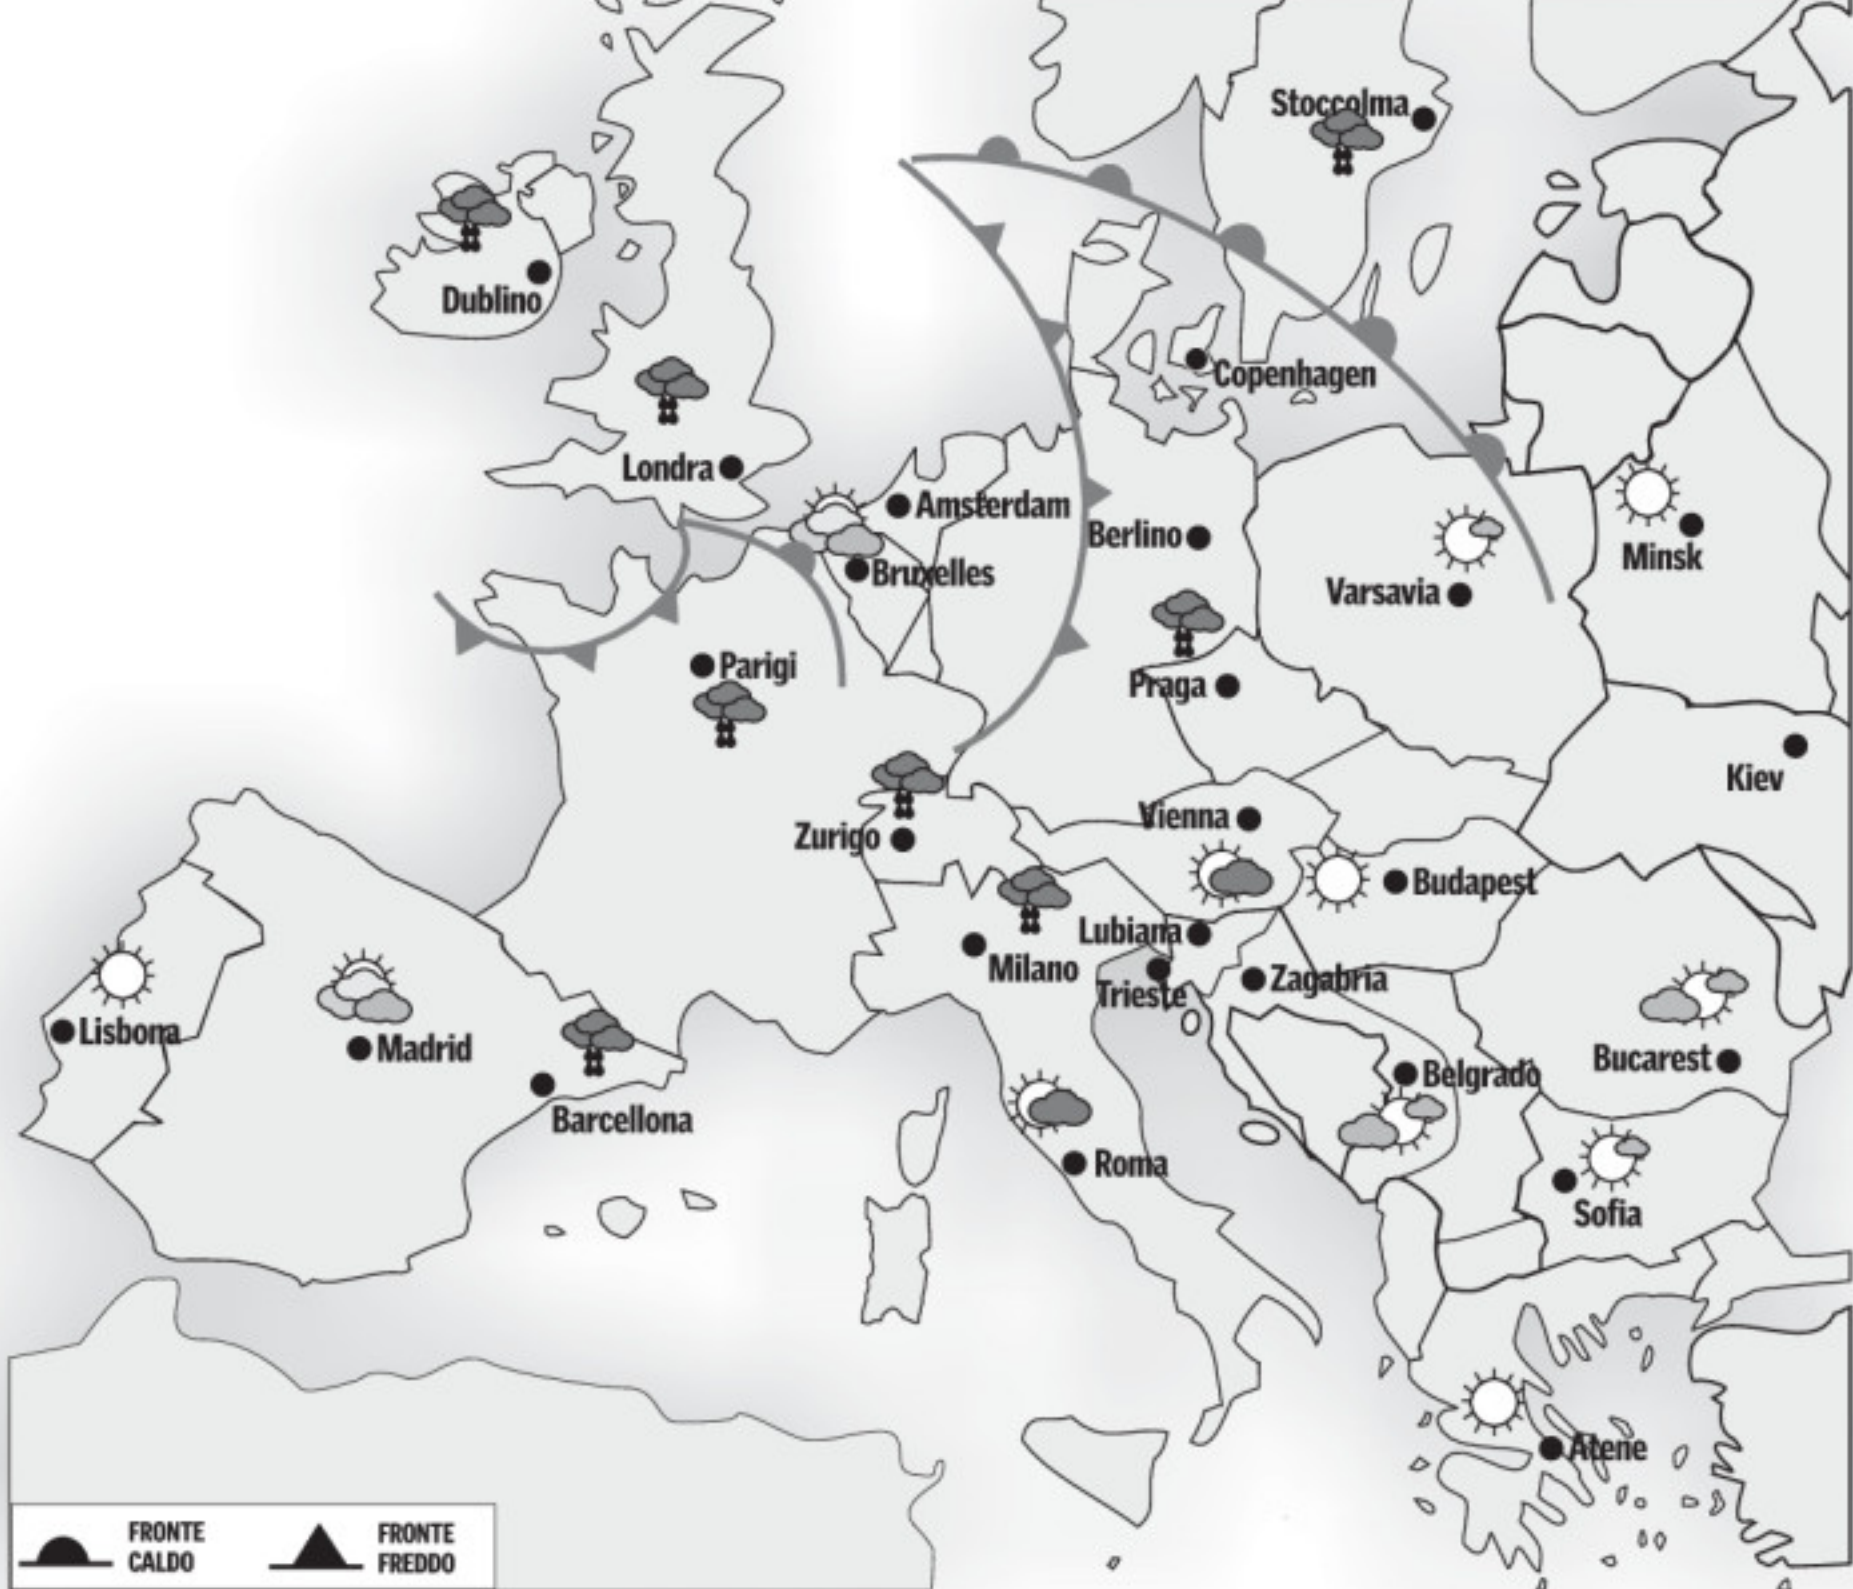 Stoccolma
Dublino
Copenhagen
Londra
Amsterdam
Berlino
Bruxelles
Minsk
Varsavia
Parigi
Praga
Kiev
Vienna
Zurigo
Budapest
Lubiana
Milano
Zagabria
Trieste
Lisbona
Madrid
Bucarest
Belgrado
Barcellona
Roma
Sofia
Atene
FRONTE
CALDO
FRONTE
FREDDO